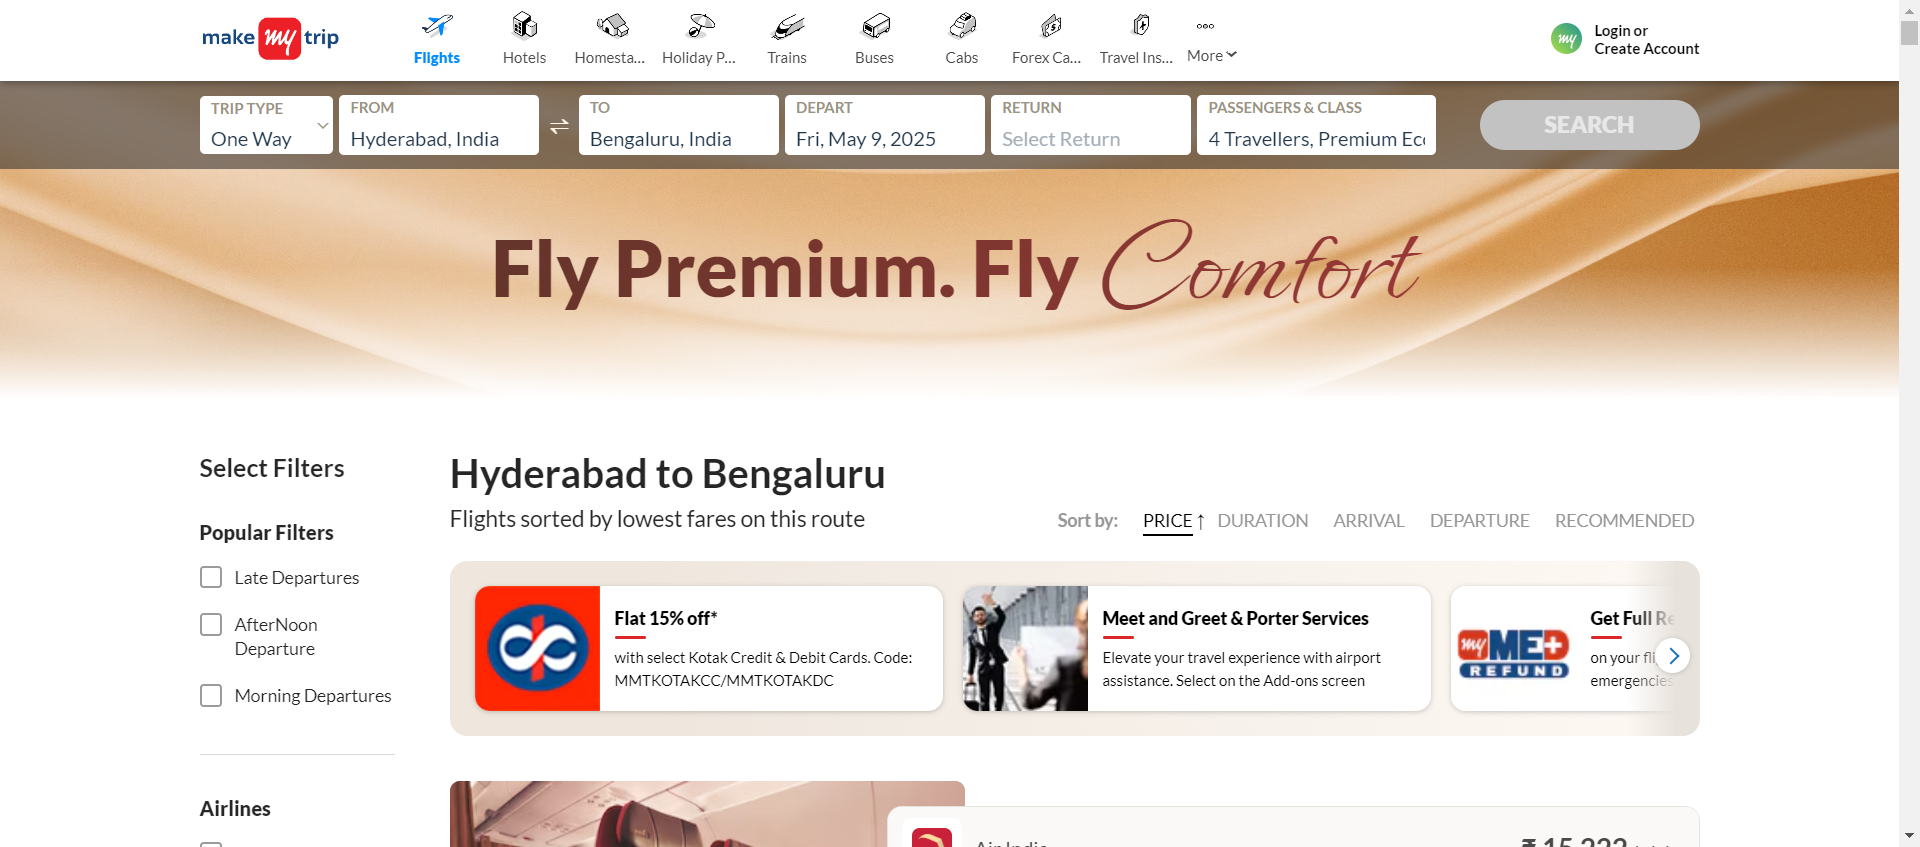 make my trip
Flights
Hotels
Homesta...
Holiday P...
Trains
Buses
Cabs
Forex Ca...
Travel Ins...
More
my
Login or
Create Account
TRIP TYPE
One Way
FROM
Hyderabad, India
TO
Bengaluru, India
DEPART
Fri, May 9, 2025
RETURN
Select Return
PASSENGERS & CLASS
4 Travellers, Premium Ec
SEARCH
Fly Premium. Fly Comfort
Select Filters
Popular Filters
Late Departures
AfterNoon
Departure
Morning Departures
Airlines
Hyderabad to Bengaluru
Flights sorted by lowest fares on this route
Sort by: PRICE ↑ DURATION ARRIVAL DEPARTURE RECOMMENDED
Flat 15% off*
with select Kotak Credit & Debit Cards. Code:
MMTKOTAKCC/MMTKOTAKDC
Meet and Greet & Porter Services
Elevate your travel experience with airport
assistance. Select on the Add-ons screen
my ME+
REFUND
Get Full Re
on your fli
emergencies
Air India